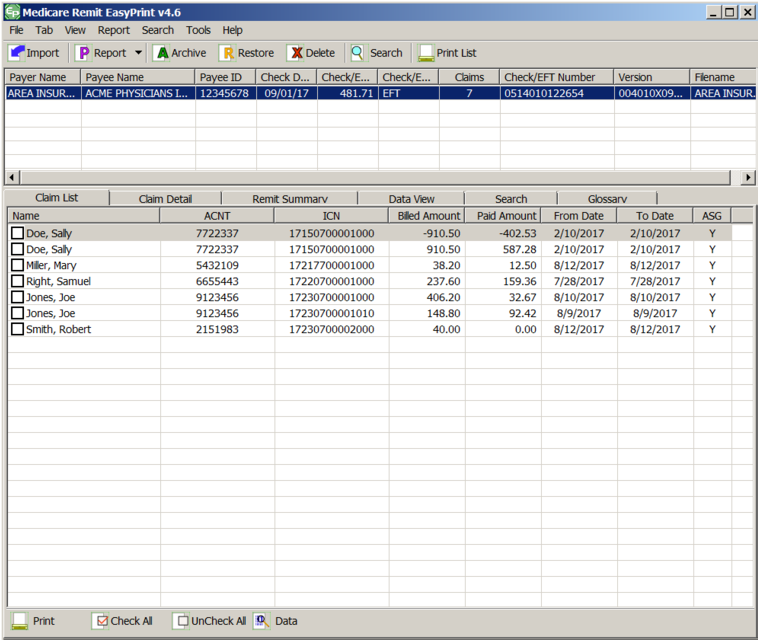 Medicare Remit EasyPrint v4.6
File Tab View Report Search Tools Help
Import Report Archive Restore Delete Search Print List
Payer Name Payee Name Payee ID Check D... Check/E... Check/E... Claims Check/EFT Number Version Filename
AREA INSUR... ACME PHYSICIANS I... 12345678 09/01/17 481.71 EFT 7 0514010122654 004010X09... AREA INSUR.
Claim List Claim Detail Remit Summary Data View Search Glossary
Name ACNT ICN Billed Amount Paid Amount From Date To Date ASG
Doe, Sally 7722337 17150700001000 -910.50 -402.53 2/10/2017 2/10/2017 Y
Doe, Sally 7722337 17150700001000 910.50 587.28 2/10/2017 2/10/2017 Y
Miller, Mary 5432109 17217700001000 38.20 12.50 8/12/2017 8/12/2017 Y
Right, Samuel 6655443 17220700001000 237.60 159.36 7/28/2017 7/28/2017 Y
Jones, Joe 9123456 17230700001000 406.20 32.67 8/10/2017 8/10/2017 Y
Jones, Joe 9123456 17230700001010 148.80 92.42 8/9/2017 8/9/2017 Y
Smith, Robert 2151983 17230700002000 40.00 0.00 8/12/2017 8/12/2017 Y
Print Check All UnCheck All Data